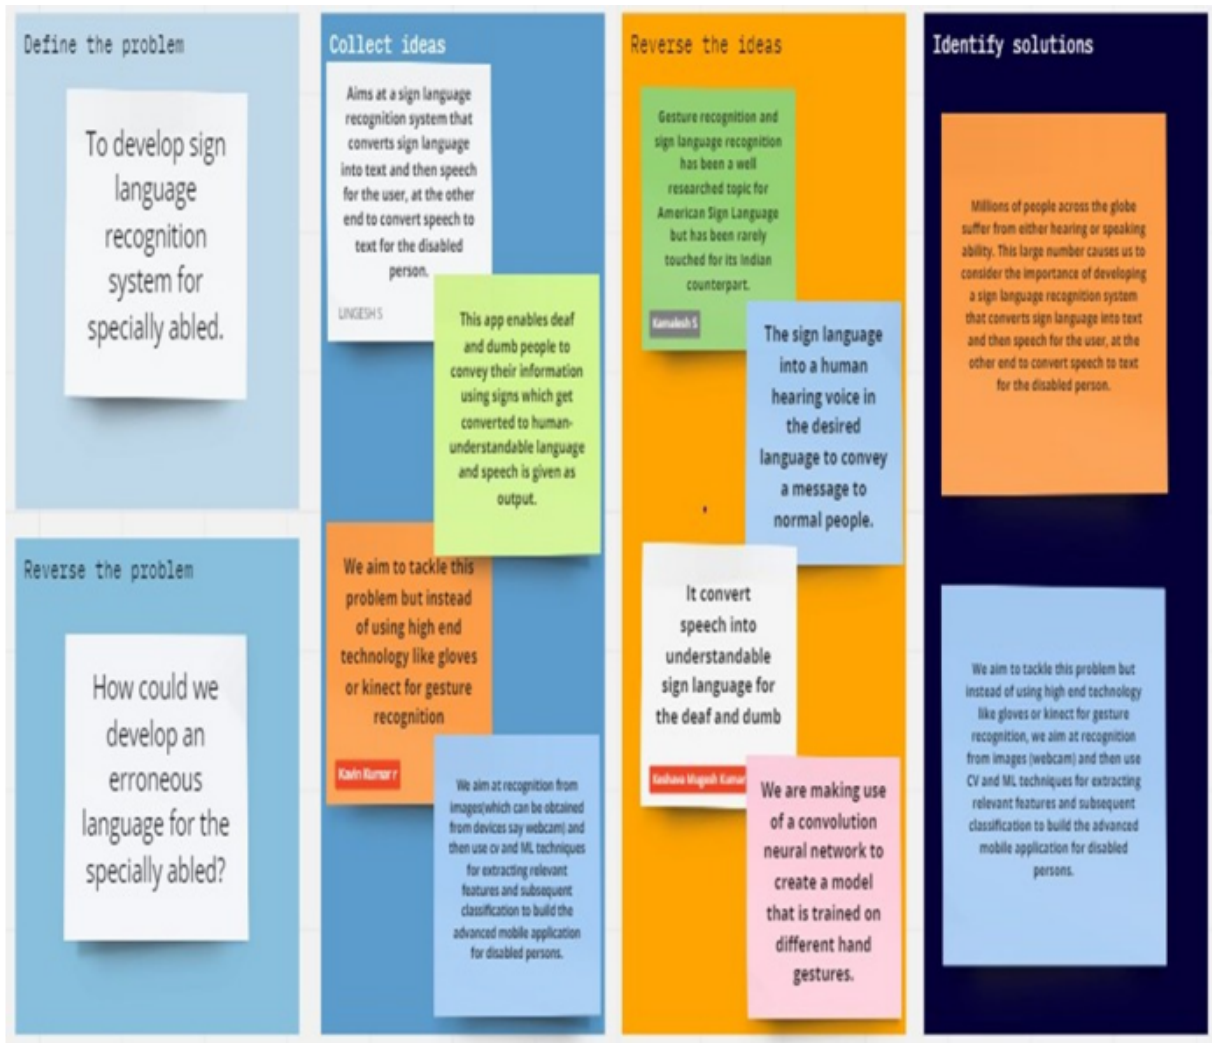 Define the problem
To develop sign
language
recognition
system for
specially abled.
Reverse the problem
How could we
develop an
erroneous
language for the
specially abled?
Collect ideas
Aims at a sign language
recognition system that
converts sign language
into text and then speech
for the user, at the other
end to convert speech to
text for the disabled
person.
LINGESH S
This app enables deaf
and dumb people to
convey their information
using signs which get
converted to human-
understandable language
and speech is given as
output.
We aim to tackle this
problem but instead
of using high end
technology like gloves
or kinect for gesture
recognition
Kavin Kumar r
We aim at recognition from
images(which can be obtained
from devices say webcam) and
then use cv and ML techniques
for extracting relevant
features and subsequent
classification to build the
advanced mobile application
for disabled persons.
Reverse the ideas
Gesture recognition and
sign language recognition
has been a well
researched topic for
American Sign Language
but has been rarely
touched for its Indian
counterpart.
Kamalesh S
The sign language
into a human
hearing voice in
the desired
language to convey
a message to
normal people.
It convert
speech into
understandable
sign language for
the deaf and dumb
Keshava Mugesh Kumar
We are making use
of a convolution
neural network to
create a model
that is trained on
different hand
gestures.
Identify solutions
Millions of people across the globe
suffer from either hearing or speaking
ability. This large number causes us to
consider the importance of developing
a sign language recognition system
that converts sign language into text
and then speech for the user, at the
other end to convert speech to text
for the disabled person.
We aim to tackle this problem but
instead of using high end technology
like gloves or kinect for gesture
recognition, we aim at recognition
from images (webcam) and then use
CV and ML techniques for extracting
relevant features and subsequent
classification to build the advanced
mobile application for disabled
persons.